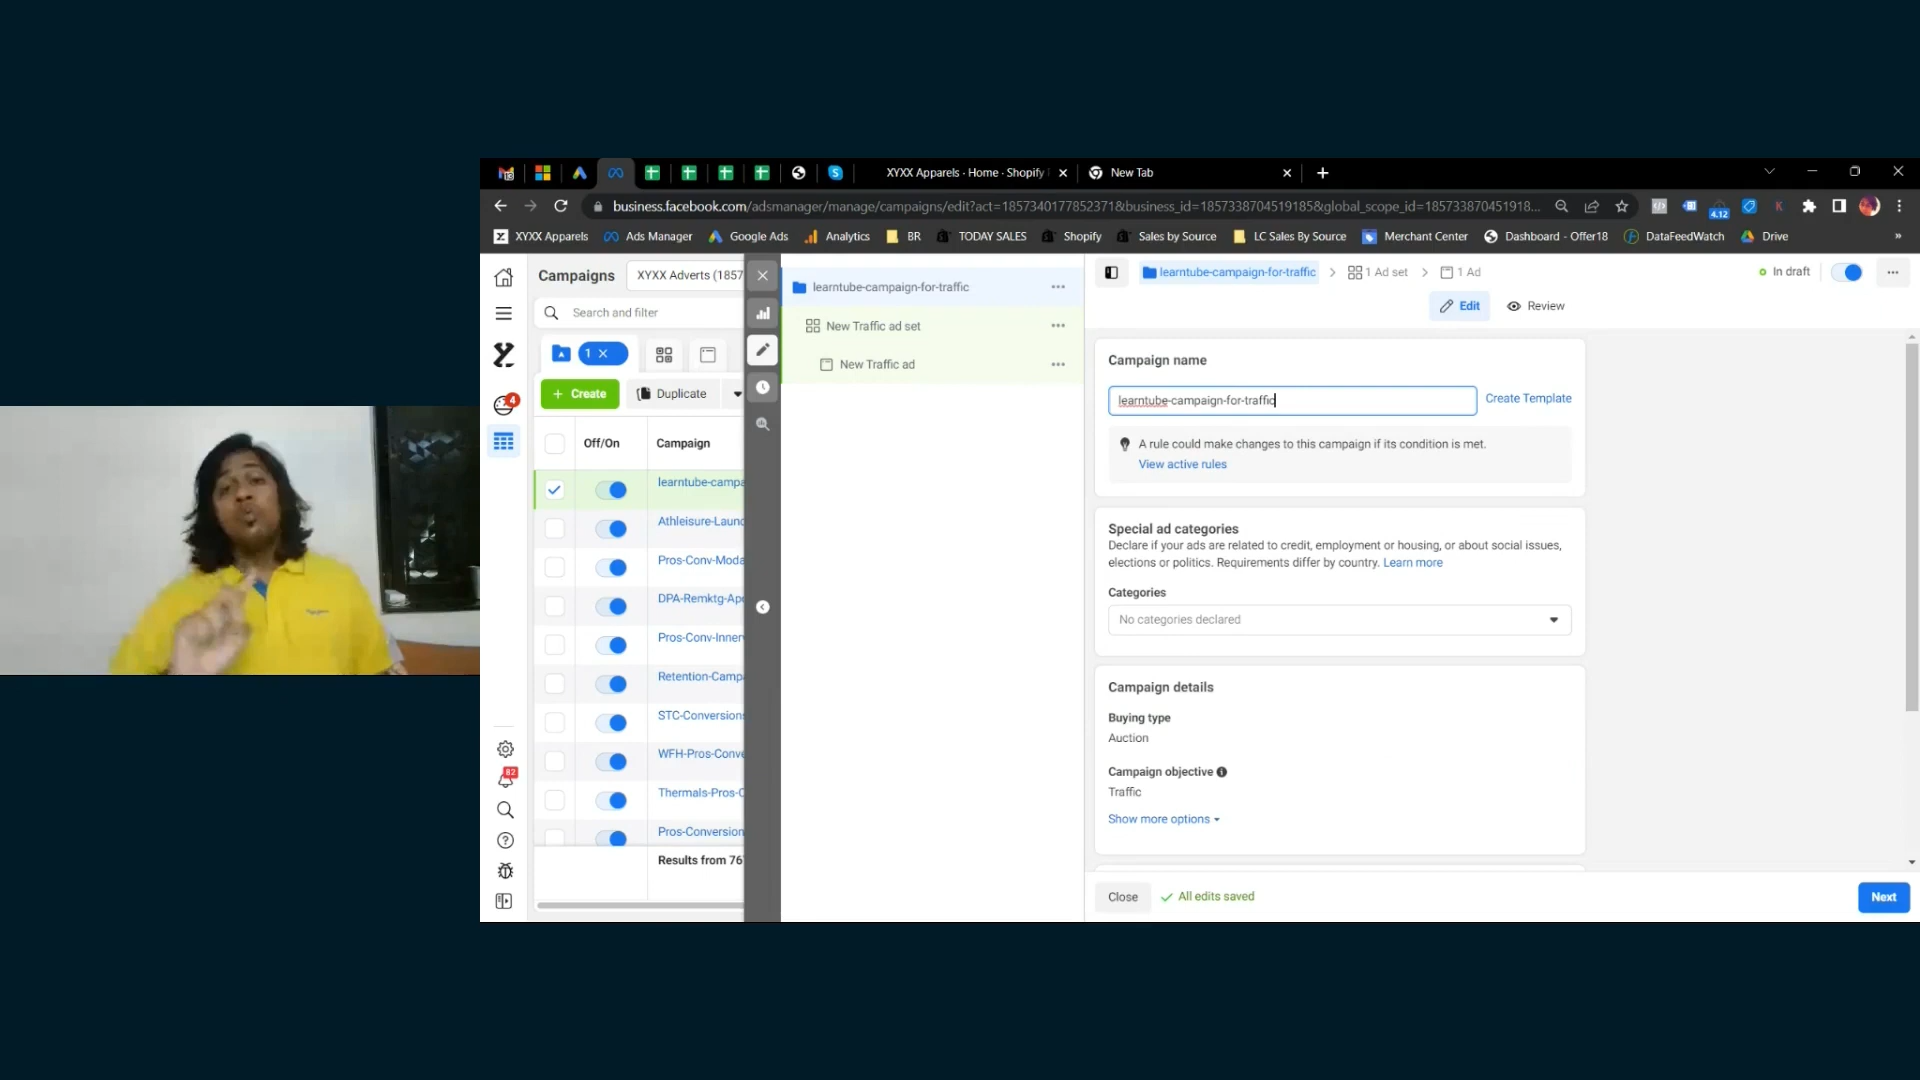 XYXX Apparels - Home - Shopify
New Tab
business.facebook.com/adsmanager/manage/campaigns/edit?act=1857340177852371&business_id=1857338704519185&global_scope_id=185733870451918...
4.12
XYXX Apparels
Ads Manager
Google Ads
Analytics
BR
TODAY SALES
Shopify
Sales by Source
LC Sales By Source
Merchant Center
Dashboard - Offer18
DataFeedWatch
Drive
»
Campaigns
XYXX Adverts (1857
Search and filter
1
+ Create
Duplicate
Off/On
Campaign
learntube-campa
Athleisure-Laun
Pros-Conv-Moda
DPA-Remktg-Ap
Pros-Conv-Inner
Retention-Camp
STC-Conversions
WFH-Pros-Conve
Thermals-Pros-C
Pros-Conversion
Results from 76
4
82
learntube-campaign-for-traffic
New Traffic ad set
New Traffic ad
learntube-campaign-for-traffic
1 Ad set
1 Ad
In draft
Edit
Review
Campaign name
learntube-campaign-for-traffic
Create Template
A rule could make changes to this campaign if its condition is met.
View active rules
Special ad categories
Declare if your ads are related to credit, employment or housing, or about social issues,
elections or politics. Requirements differ by country. Learn more
Categories
No categories declared
Campaign details
Buying type
Auction
Campaign objective
Traffic
Show more options
Close
All edits saved
Next